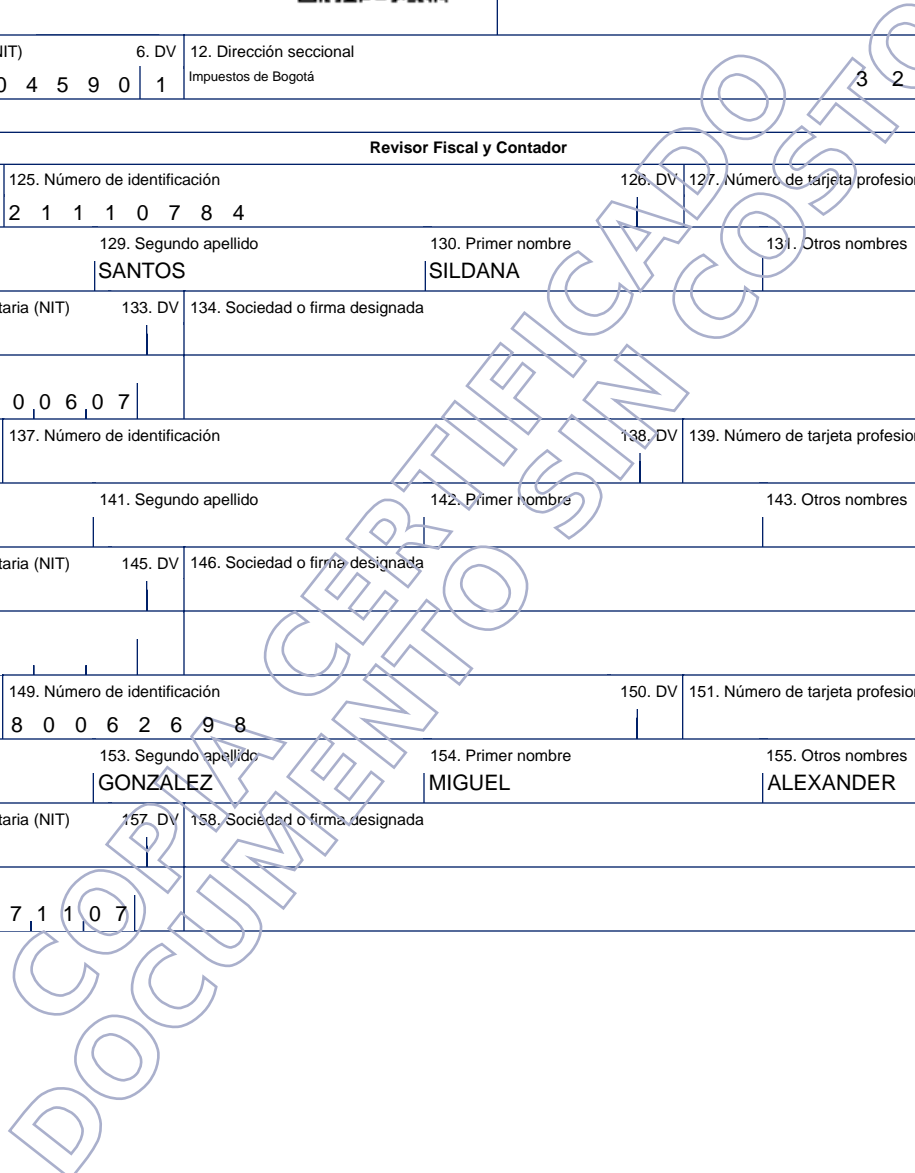 IT) 6. DV 12. Dirección seccional
0 4 5 9 0 1 Impuestos de Bogotá 3 2
Revisor Fiscal y Contador
125. Número de identificación 126. DV 127. Número de tarjeta profesion
2 1 1 1 0 7 8 4
129. Segundo apellido 130. Primer nombre 131. Otros nombres
SANTOS SILDANA
taria (NIT) 133. DV 134. Sociedad o firma designada
0 0 6 0 7
137. Número de identificación 138. DV 139. Número de tarjeta profesion
141. Segundo apellido 142. Primer nombre 143. Otros nombres
taria (NIT) 145. DV 146. Sociedad o firma designada
149. Número de identificación 150. DV 151. Número de tarjeta profesion
8 0 0 6 2 6 9 8
153. Segundo apellido 154. Primer nombre 155. Otros nombres
GONZALEZ MIGUEL ALEXANDER
taria (NIT) 157. DV 158. Sociedad o firma designada
7 1 1 0 7
COPIA CERTIFICADO
DOCUMENTO SIN COSTO